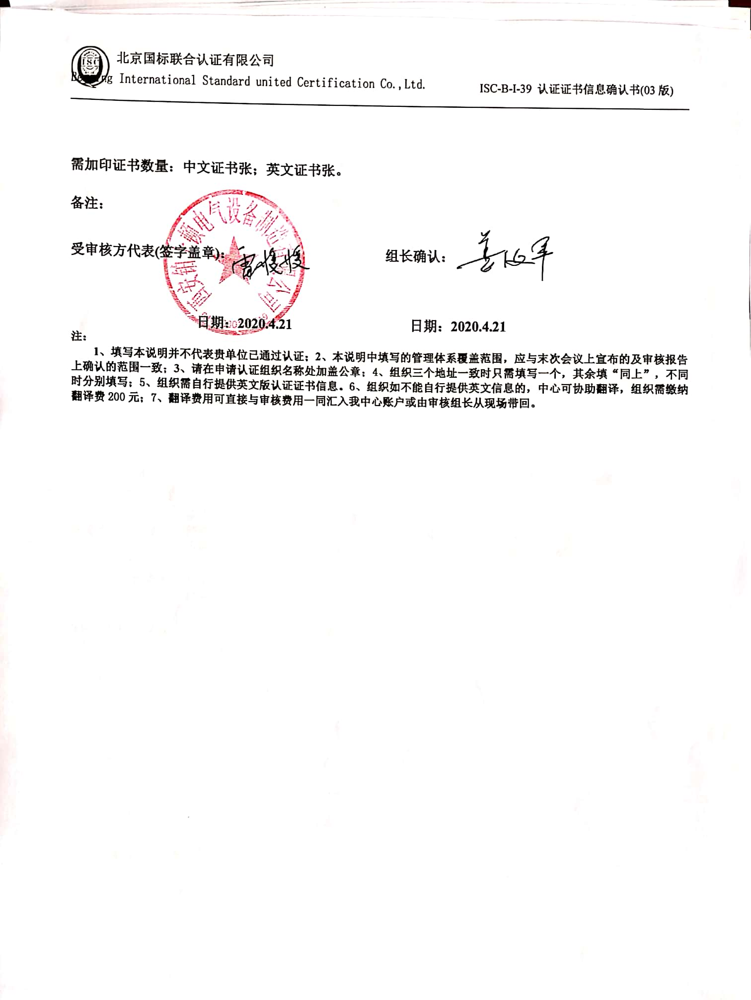 ISC
北京国标联合认证有限公司
International Standard united Certification Co.,Ltd.
ISC-B-I-39 认证证书信息确认书(03 版)
需加印证书数量：中文证书张；英文证书张。
备注：
受审核方代表(签字盖章)：
组长确认：
电气设备制造有限公司
日期：2020.4.21
日期：2020.4.21
注：
1、填写本说明并不代表贵单位已通过认证；2、本说明中填写的管理体系覆盖范围，应与末次会议上宣布的及审核报告
上确认的范围一致；3、请在申请认证组织名称处加盖公章；4、组织三个地址一致时只需填写一个，其余填“同上”，不同
时分别填写；5、组织需自行提供英文版认证证书信息。6、组织如不能自行提供英文信息的，中心可协助翻译，组织需缴纳
翻译费 200 元；7、翻译费用可直接与审核费用一同汇入我中心账户或由审核组长从现场带回。